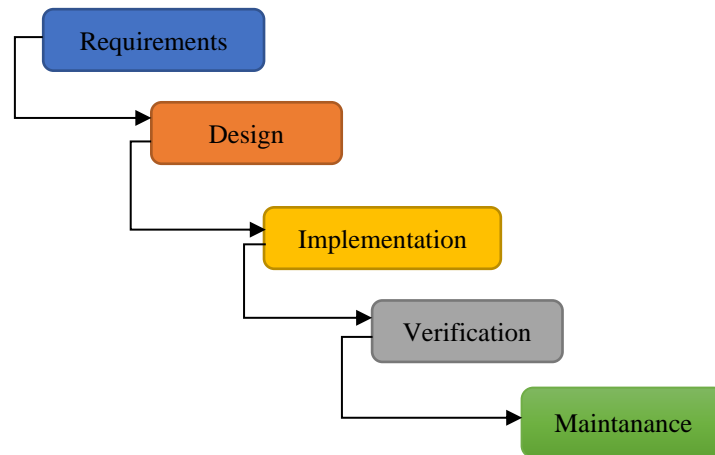 Requirements
Design
Implementation
Verification
Maintanance